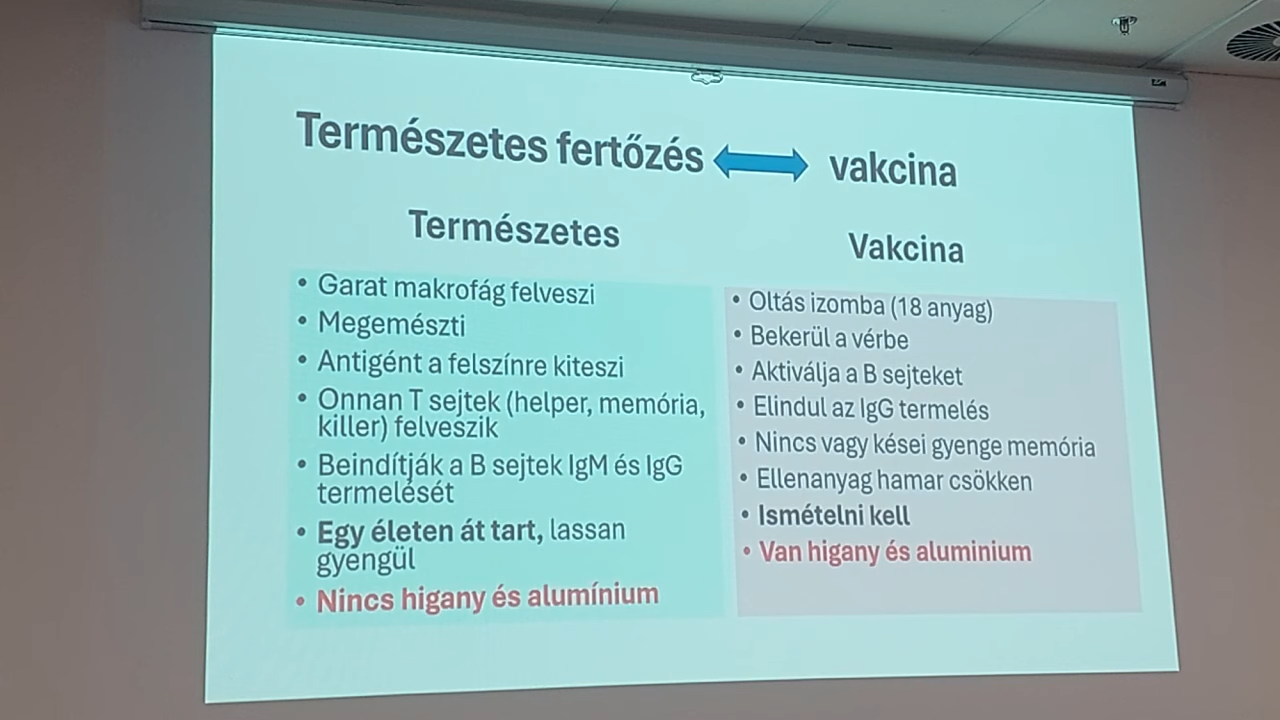 Természetes fertőzés vakcina
Természetes
• Garat makrofág felveszi
• Megemészti
• Antigént a felszínre kiteszi
• Onnan T sejtek (helper, memória,
killer) felveszik
• Beindítják a B sejtek IgM és IgG
termelését
• Egy életen át tart, lassan
gyengül
• Nincs higany és alumínium
Vakcina
• Oltás izomba (18 anyag)
• Bekerül a vérbe
• Aktiválja a B sejteket
• Elindul az IgG termelés
• Nincs vagy kései gyenge memória
• Ellenanyag hamar csökken
• Ismételni kell
• Van higany és aluminium